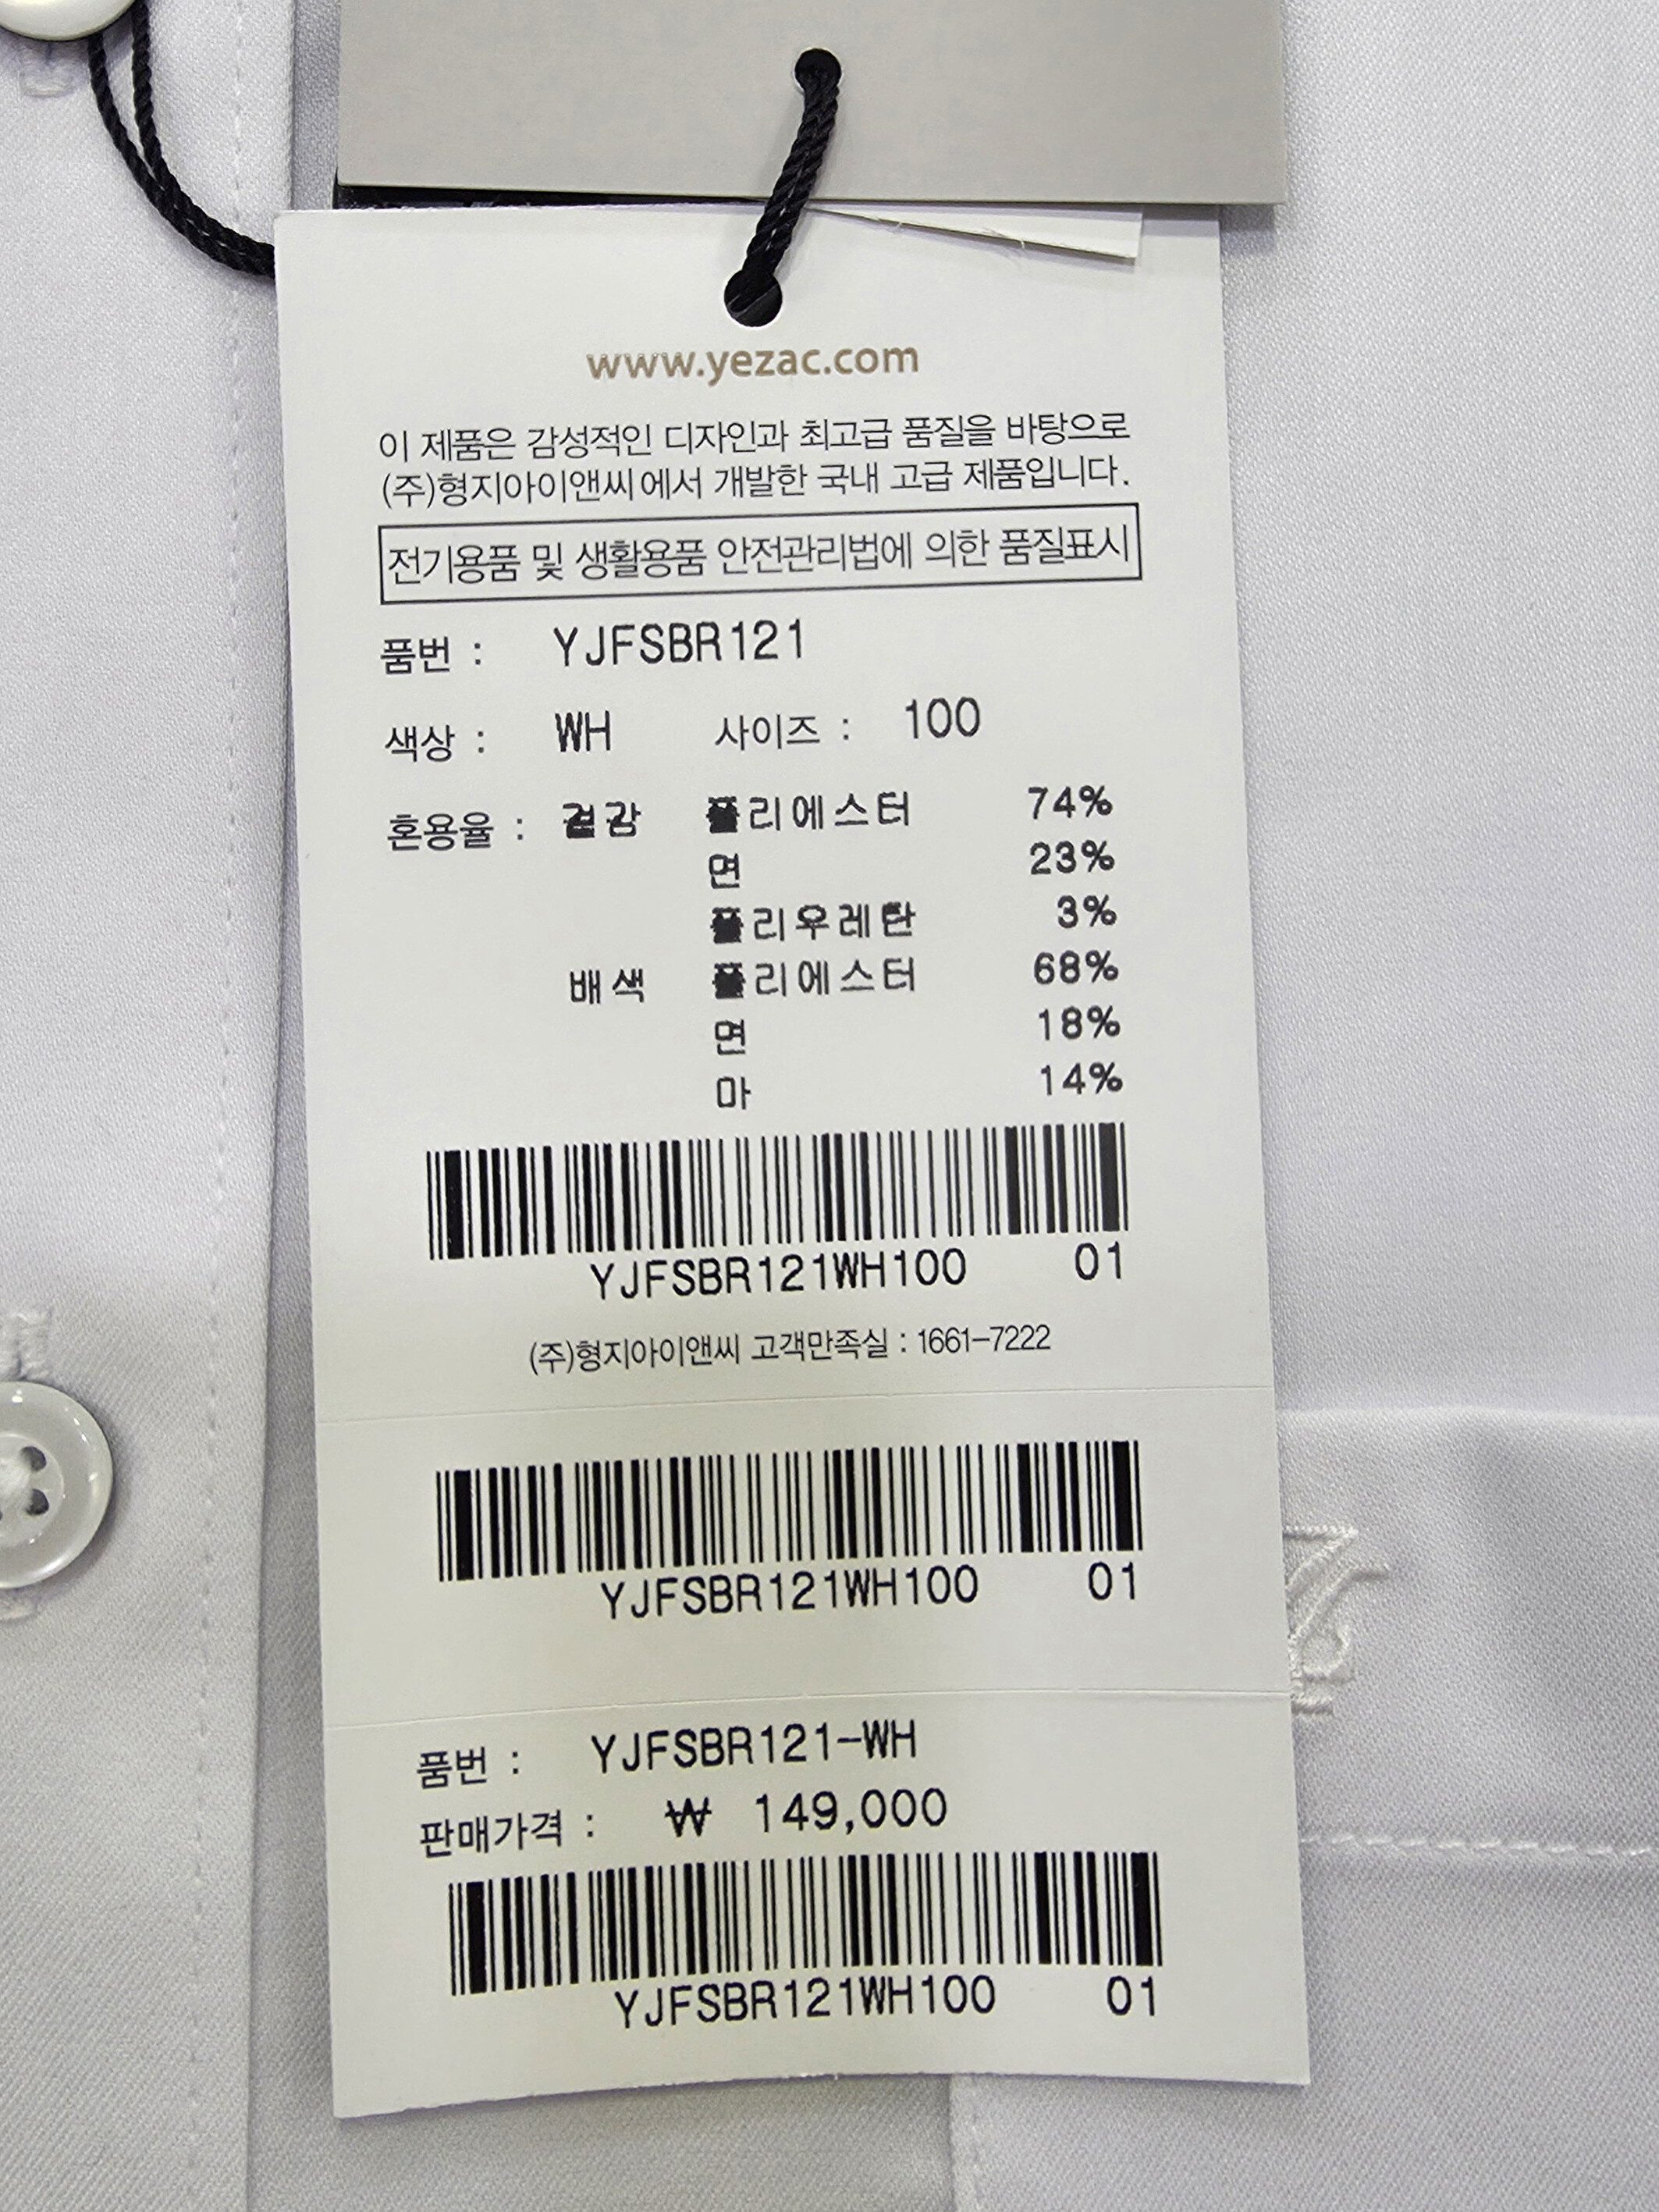 www.yezac.com
이 제품은 감성적인 디자인과 최고급 품질을 바탕으로
(주)형지아이앤씨에서 개발한 국내 고급 제품입니다.
전기용품 및 생활용품 안전관리법에 의한 품질표시
품번 : YJFSBR121
색상 : WH 사이즈 : 100
혼용율 : 겉감 폴리에스터 74%
면 23%
폴리우레탄 3%
배색 폴리에스터 68%
면 18%
마 14%
YJFSBR121WH100 01
(주)형지아이앤씨 고객만족실 : 1661-7222
YJFSBR121WH100 01
품번 : YJFSBR121-WH
판매가격 : ₩ 149,000
YJFSBR121WH100 01